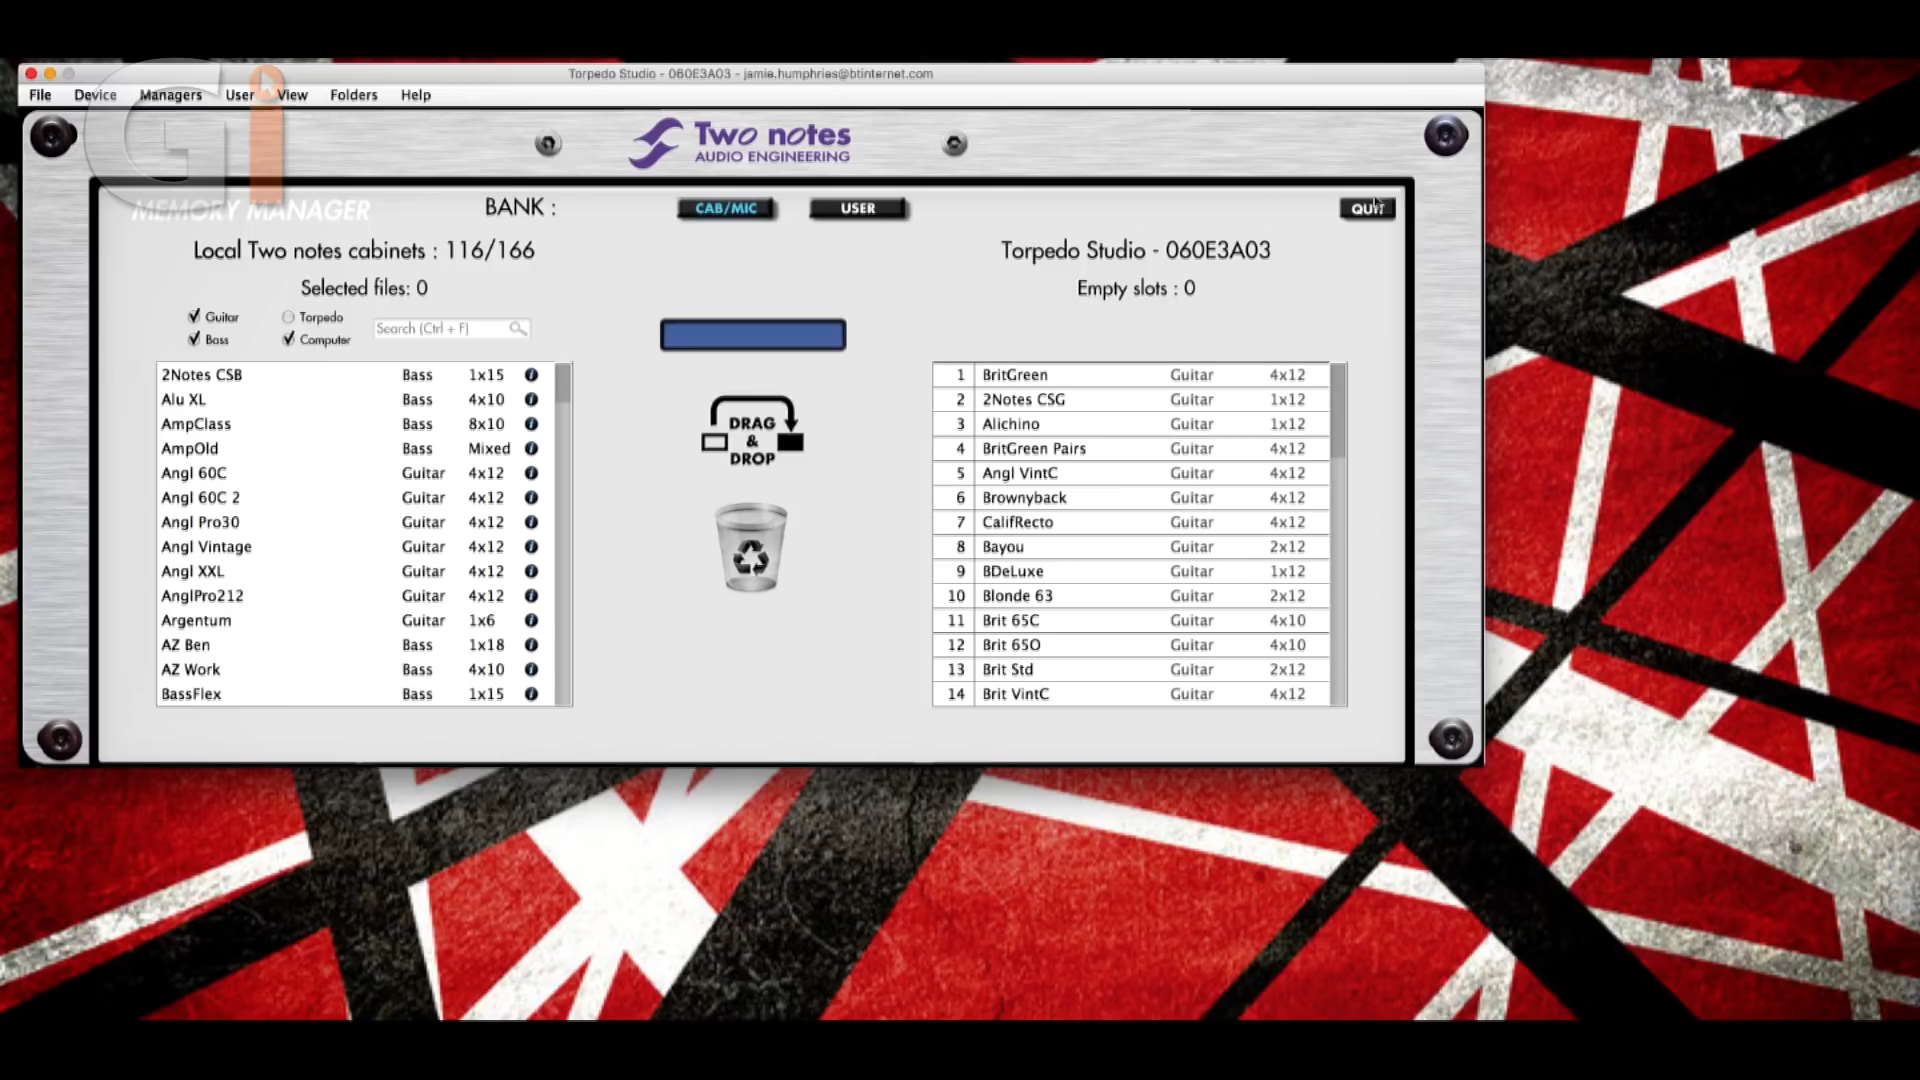 Torpedo Studio - 060E3A03 - jamie.humphries@btinternet.com
File Device Managers User View Folders Help
Gi
Two notes
AUDIO ENGINEERING
MEMORY MANAGER
BANK :
CAB/MIC
USER
QUIT
Local Two notes cabinets : 116/166
Selected files: 0
Torpedo Studio - 060E3A03
Empty slots : 0
Guitar
Torpedo
Bass
Computer
Search (Ctrl + F)
2Notes CSB Bass 1x15
Alu XL Bass 4x10
AmpClass Bass 8x10
AmpOld Bass Mixed
Angl 60C Guitar 4x12
Angl 60C 2 Guitar 4x12
Angl Pro30 Guitar 4x12
Angl Vintage Guitar 4x12
Angl XXL Guitar 4x12
AnglPro212 Guitar 4x12
Argentum Guitar 1x6
AZ Ben Bass 1x18
AZ Work Bass 4x10
BassFlex Bass 1x15
DRAG
&
DROP
1 BritGreen Guitar 4x12
2 2Notes CSG Guitar 1x12
3 Alichino Guitar 1x12
4 BritGreen Pairs Guitar 4x12
5 Angl VintC Guitar 4x12
6 Brownyback Guitar 4x12
7 CalifRecto Guitar 4x12
8 Bayou Guitar 2x12
9 BDeLuxe Guitar 1x12
10 Blonde 63 Guitar 2x12
11 Brit 65C Guitar 4x10
12 Brit 65O Guitar 4x10
13 Brit Std Guitar 2x12
14 Brit VintC Guitar 4x12